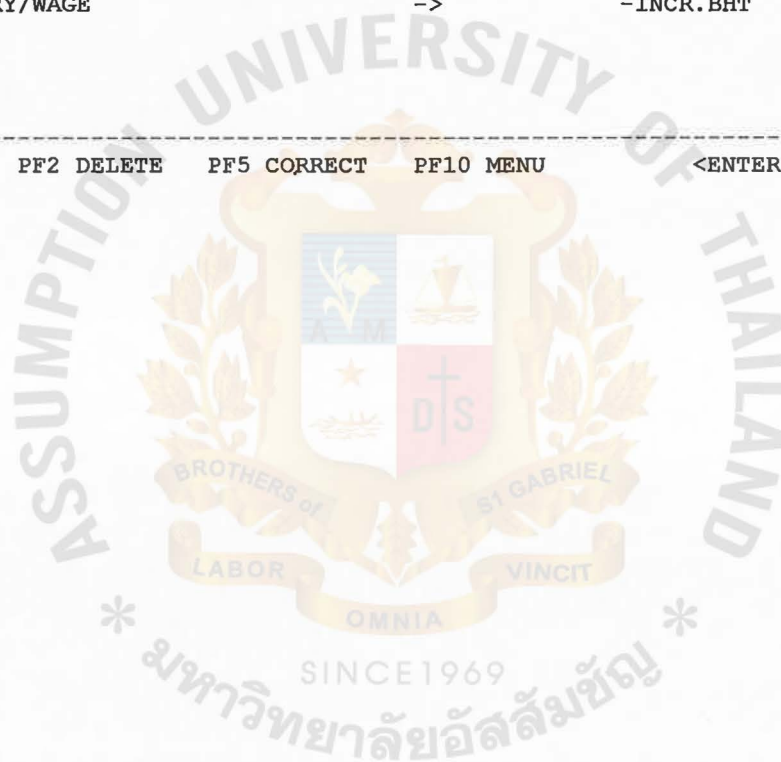 RY/WAGE -> -INCR.BHT
PF2 DELETE PF5 CORRECT PF10 MENU <ENTER
ASSUMPTION UNIVERSITY OF THAILAND
A M
D S
BROTHERS of ST GABRIEL
LABOR OMNIA VINCIT
SINCE1969
* มหาวิทยาลัยอัสสัมชัญ *